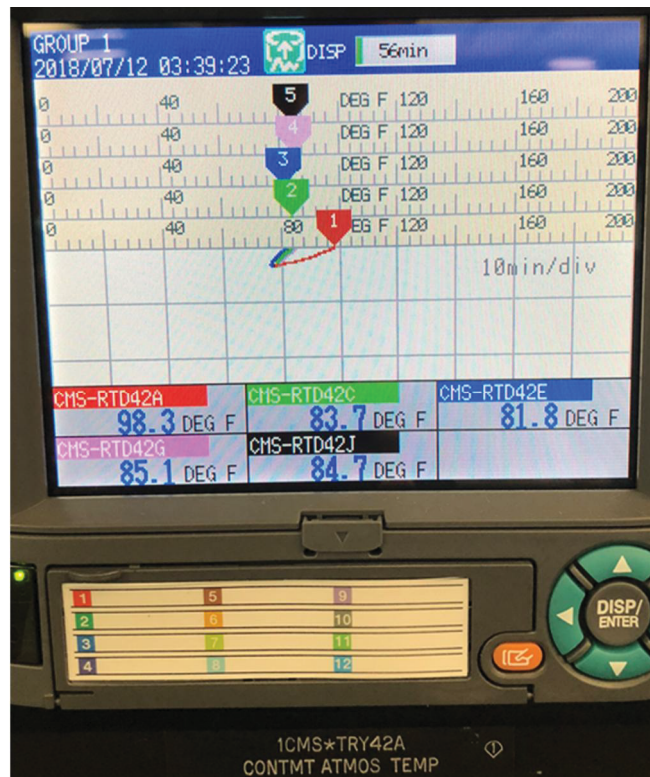 GROUP 1
2018/07/12 03:39:23 DISP 56min
0 40 5 DEG F 120 160 200
0 40 4 DEG F 120 160 200
0 40 3 DEG F 120 160 200
0 40 2 DEG F 120 160 200
0 40 80 1 EG F 120 160 200
10min/div
CMS-RTD42A CMS-RTD42C CMS-RTD42E
98.3 DEG F 83.7 DEG F 81.8 DEG F
CMS-RTD42G CMS-RTD42J
85.1 DEG F 84.7 DEG F
1 5 9
2 6 10
3 7 11
4 8 12
DISP/
ENTER
1CMS*TRY42A
CONTMT ATMOS TEMP